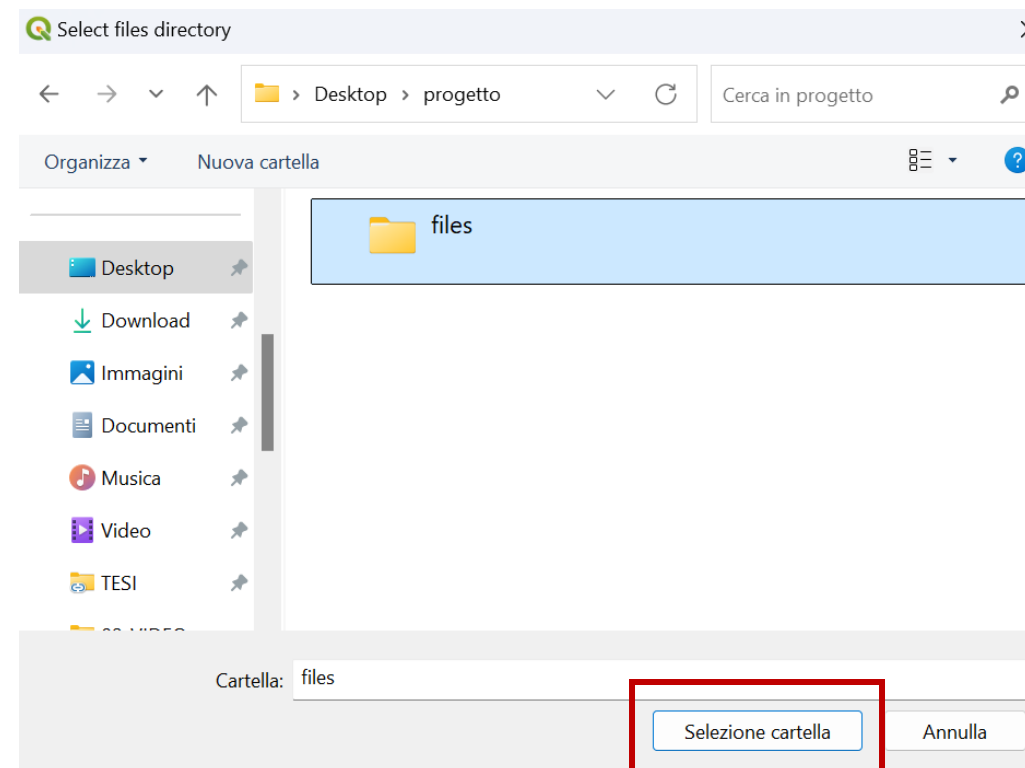 Select files directory
Desktop > progetto
Cerca in progetto
Organizza
Nuova cartella
files
Desktop
Download
Immagini
Documenti
Musica
Video
TESI
Cartella: files
Selezione cartella
Annulla